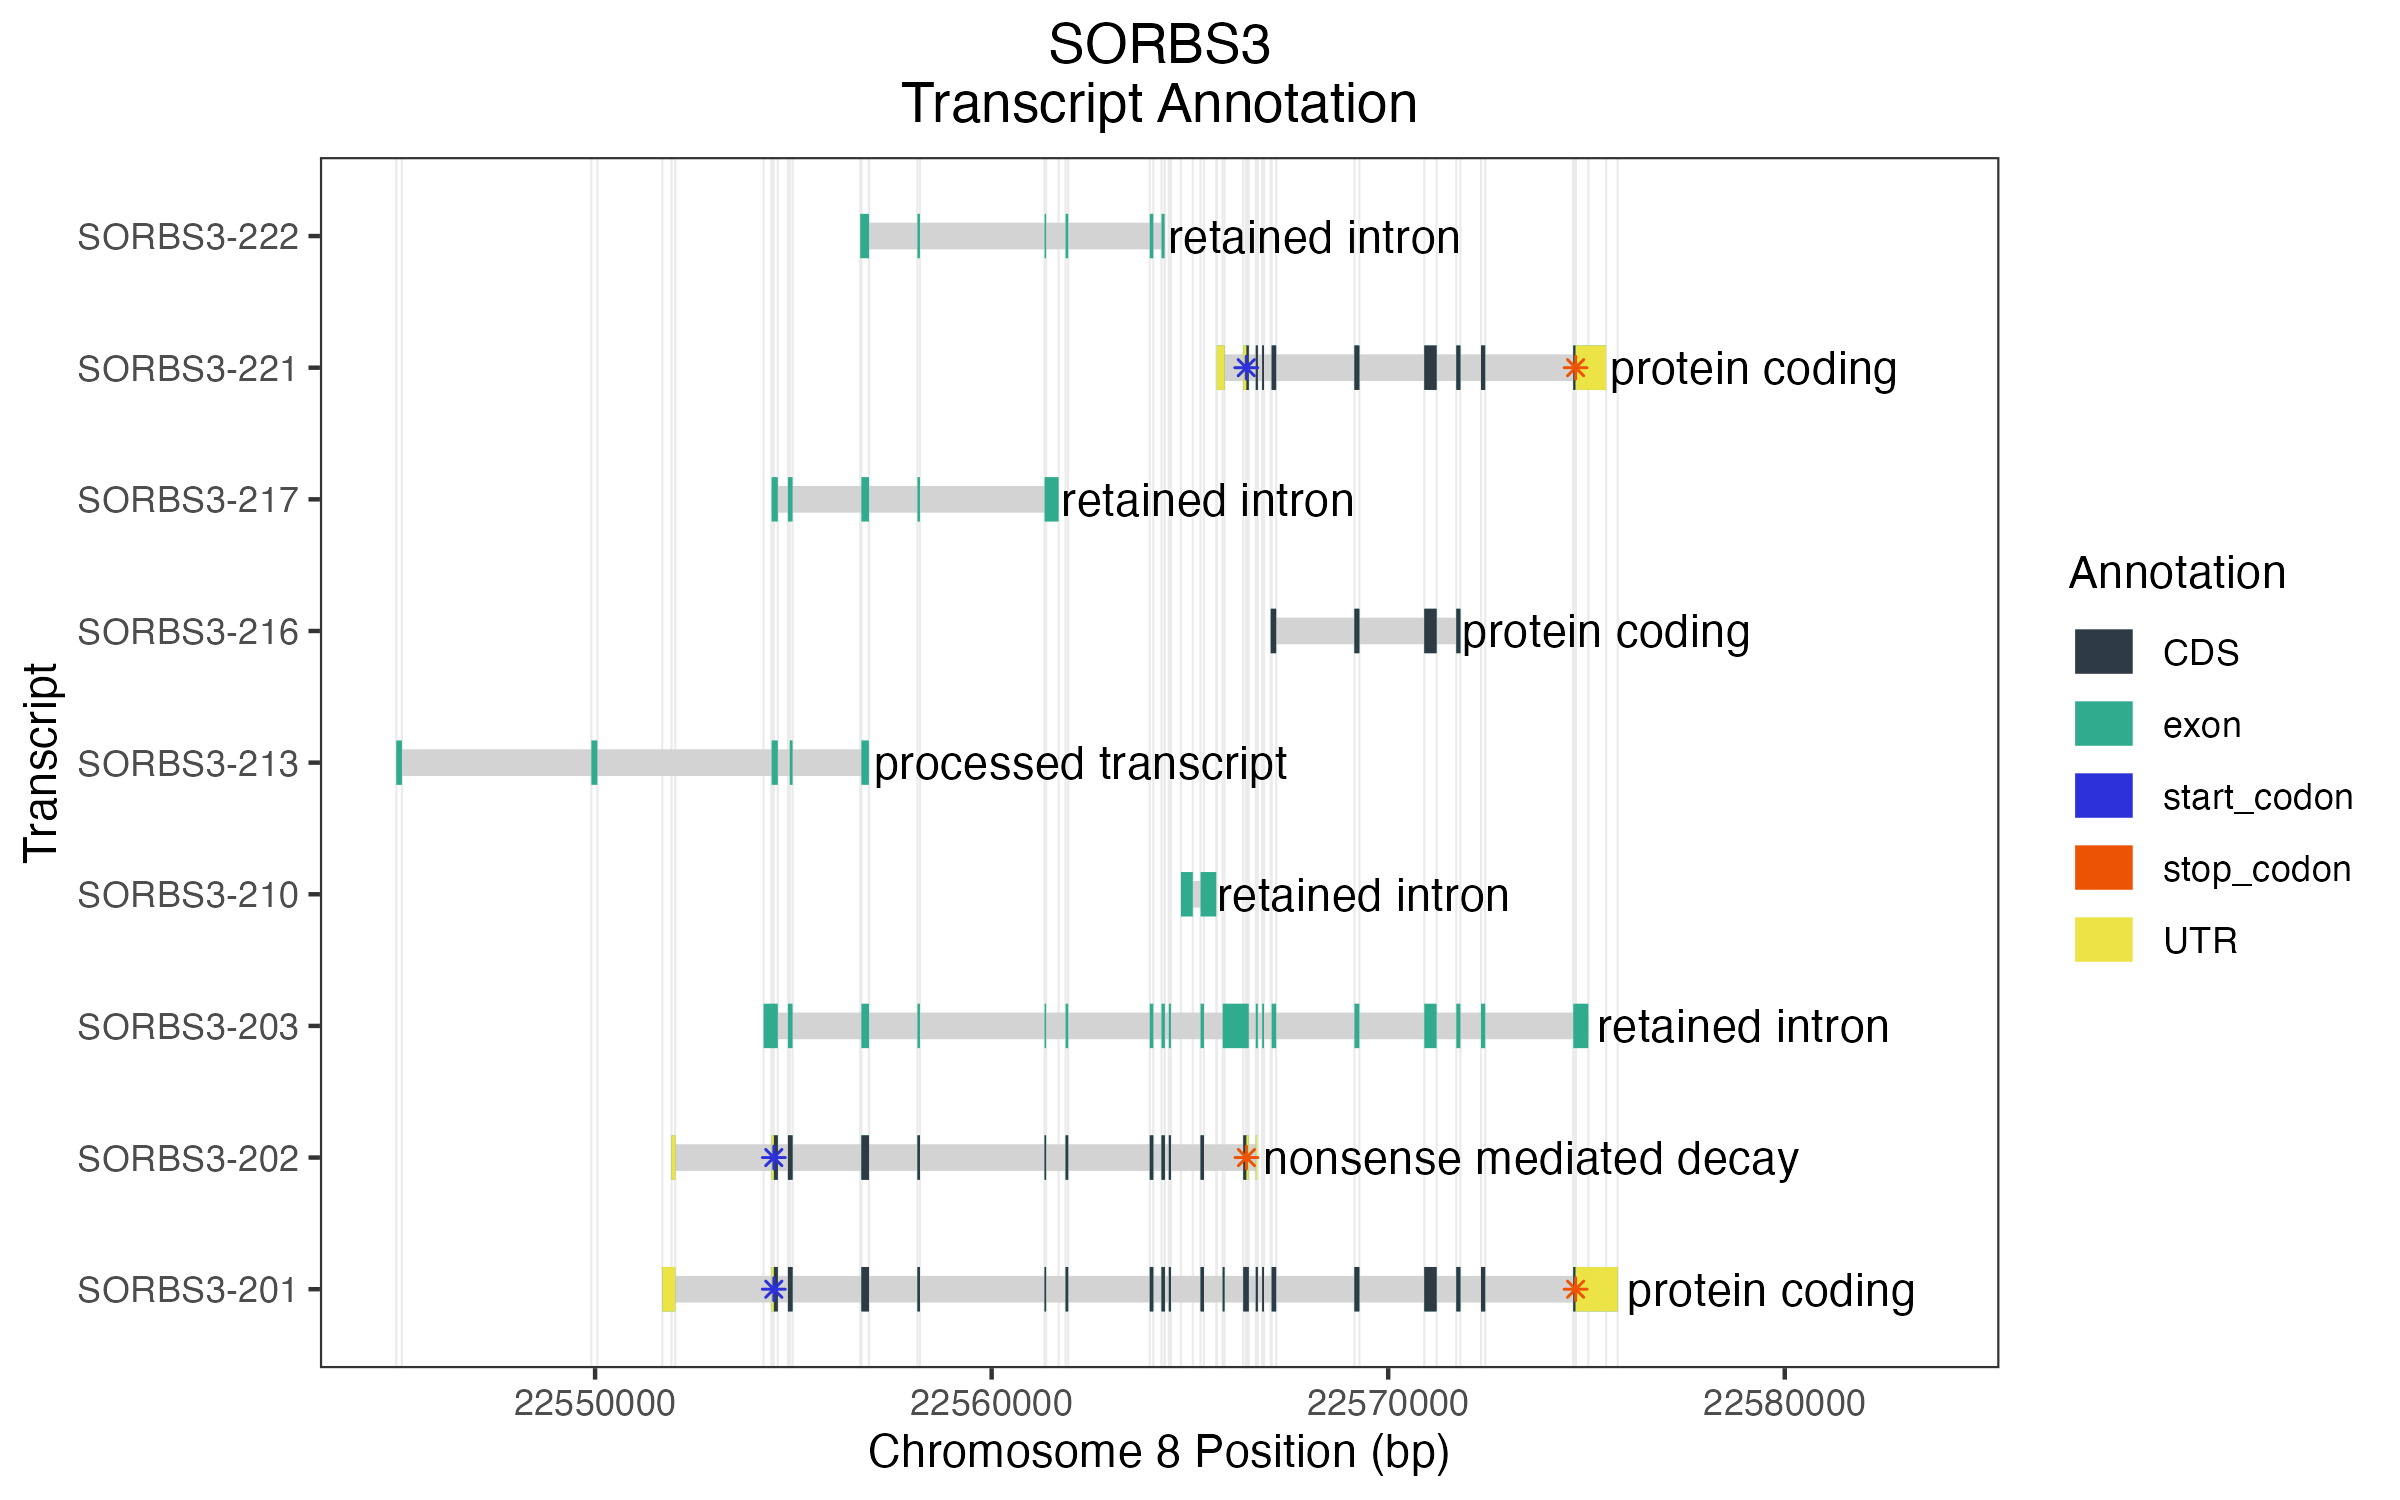 SORBS3
Transcript Annotation
SORBS3-222
retained intron
SORBS3-221
protein coding
SORBS3-217
retained intron
SORBS3-216
protein coding
SORBS3-213
processed transcript
SORBS3-210
retained intron
SORBS3-203
retained intron
SORBS3-202
nonsense mediated decay
SORBS3-201
protein coding
Transcript
22550000
22560000
22570000
22580000
Chromosome 8 Position (bp)
Annotation
CDS
exon
start_codon
stop_codon
UTR